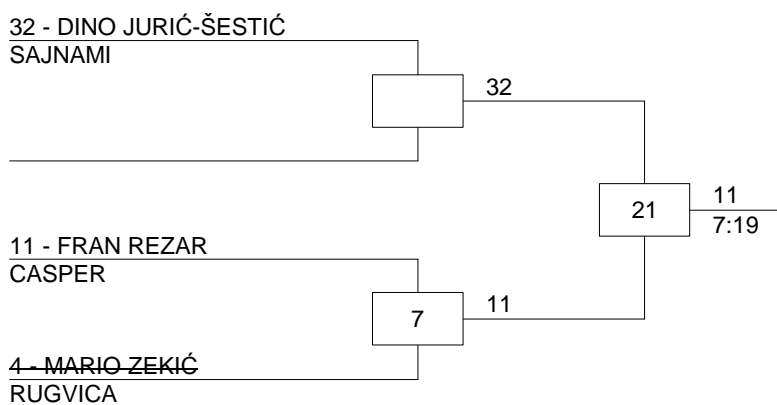 32 - DINO JURIĆ-ŠESTIĆ
SAJNAMI
32
21
11
7:19
11 - FRAN REZAR
CASPER
7
11
4 - MARIO ZEKIĆ
RUGVICA